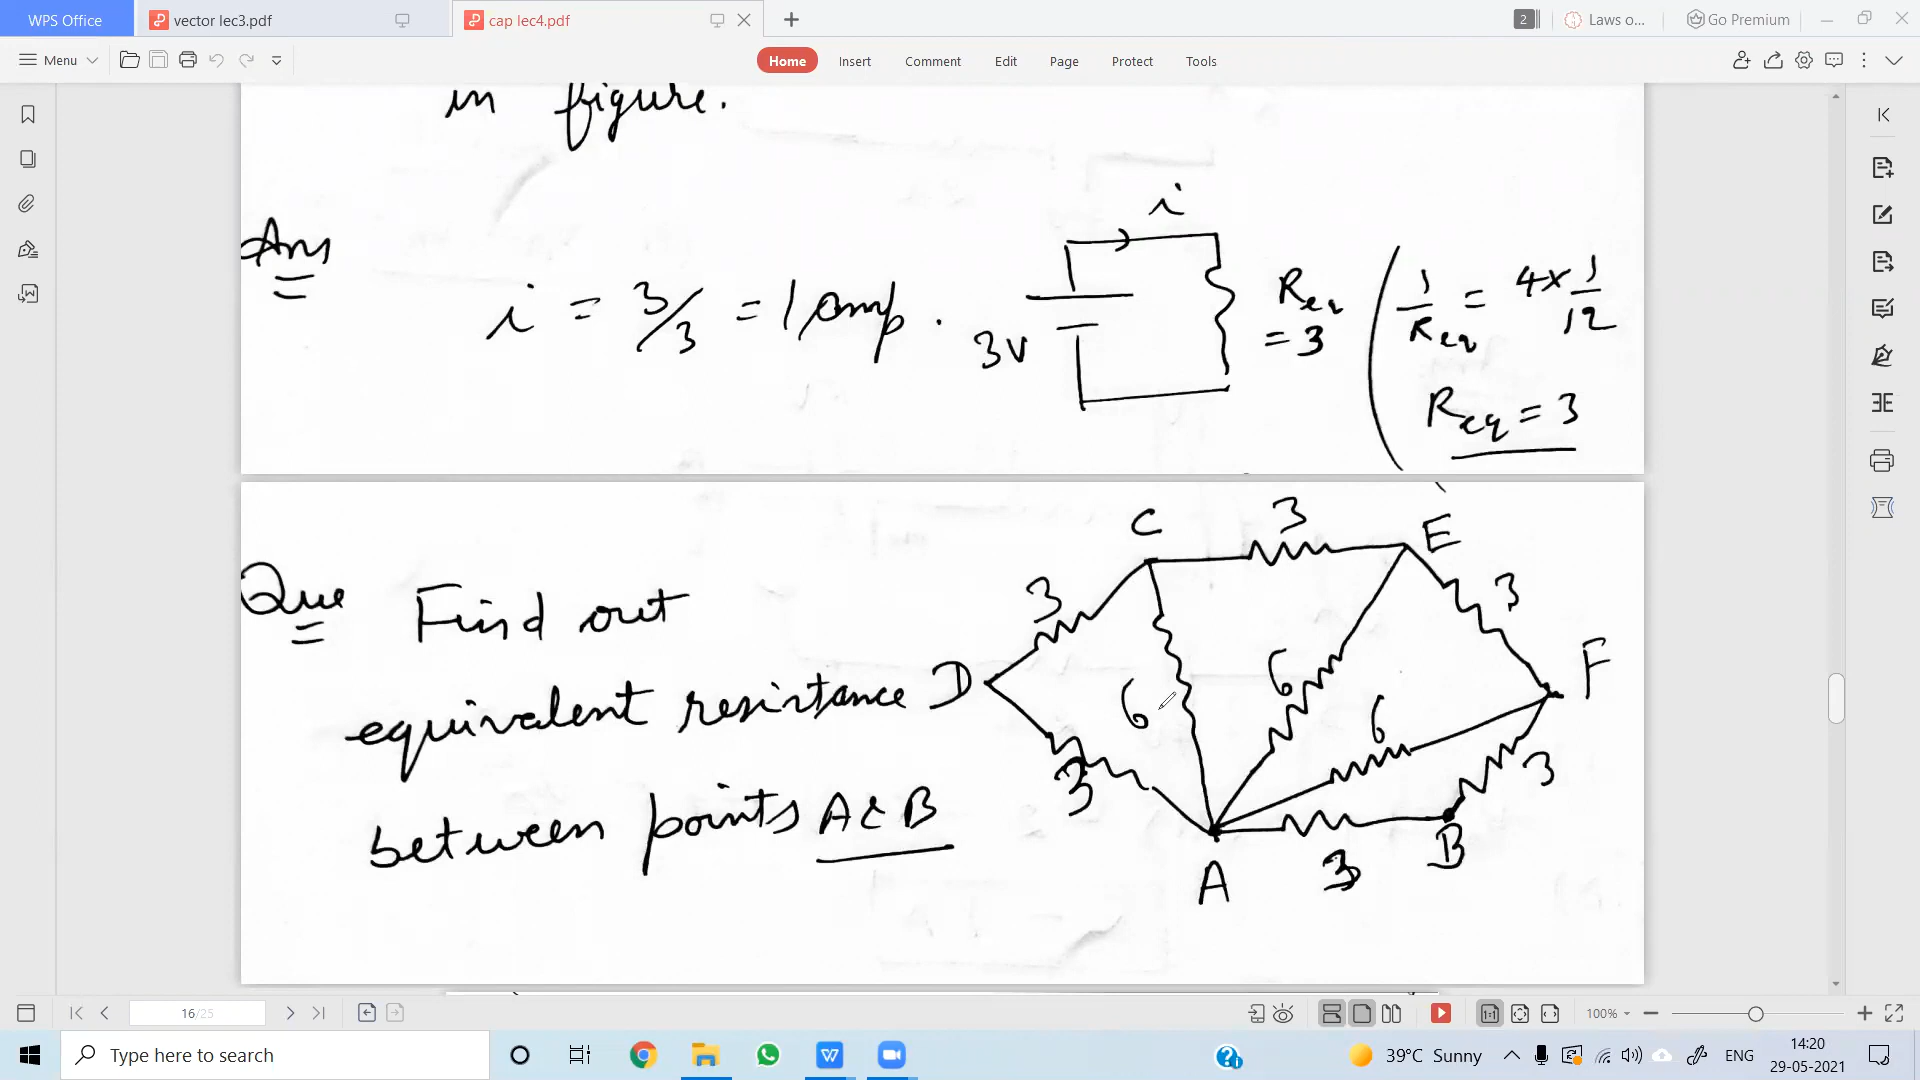 WPS Office
vector lec3.pdf
cap lec4.pdf
2
Laws o...
Go Premium
Menu
Home Insert Comment Edit Page Protect Tools
in figure.
Ans
i = 3/3 = 1 amp.
i
3V
Req = 3
1/Req = 4 × 1/12
Req = 3
Que Find out
equivalent resistance
between points A & B
C
3
E
3
3
D
6
6
6
F
3
3
A
3
B
16/25
100%
Type here to search
39°C Sunny
ENG
14:20
29-05-2021